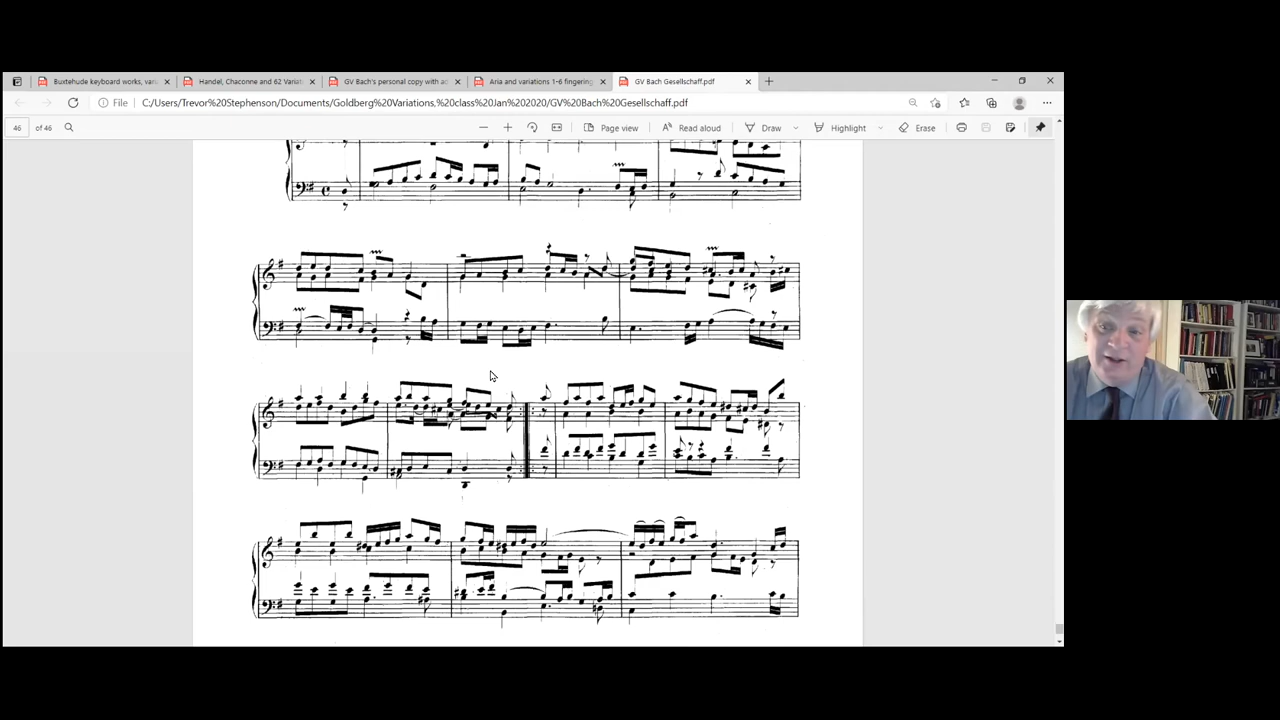 Buxtehude keyboard works, var
Handel, Chaconne and 62 Variat
GV Bach's personal copy with ac
Aria and variations 1-6 fingering
GV Bach Gesellschaff.pdf
File
C:/Users/Trevor%20Stephenson/Documents/Goldberg%20Variations,%20class%20Jan%202020/GV%20Bach%20Gesellschaff.pdf
46 of 46
Page view
Read aloud
Draw
Highlight
Erase